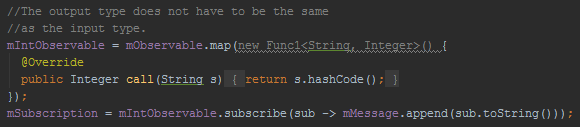 //The output type does not have to be the same
//as the input type.
mIntObservable = mObservable.map(new Func1<String, Integer>() {
@Override
public Integer call(String s) { return s.hashCode(); }
});
mSubscription = mIntObservable.subscribe(sub -> mMessage.append(sub.toString()));